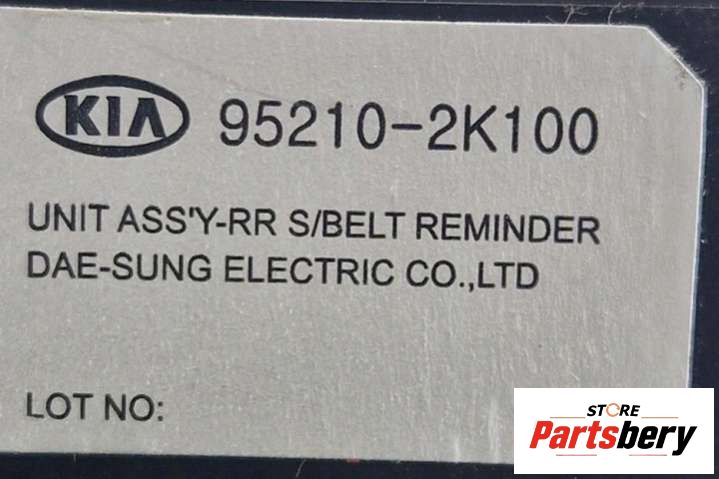 KIA 95210-2K100
UNIT ASS'Y-RR S/BELT REMINDER
DAE-SUNG ELECTRIC CO.,LTD
LOT NO:
STORE
Partsbery